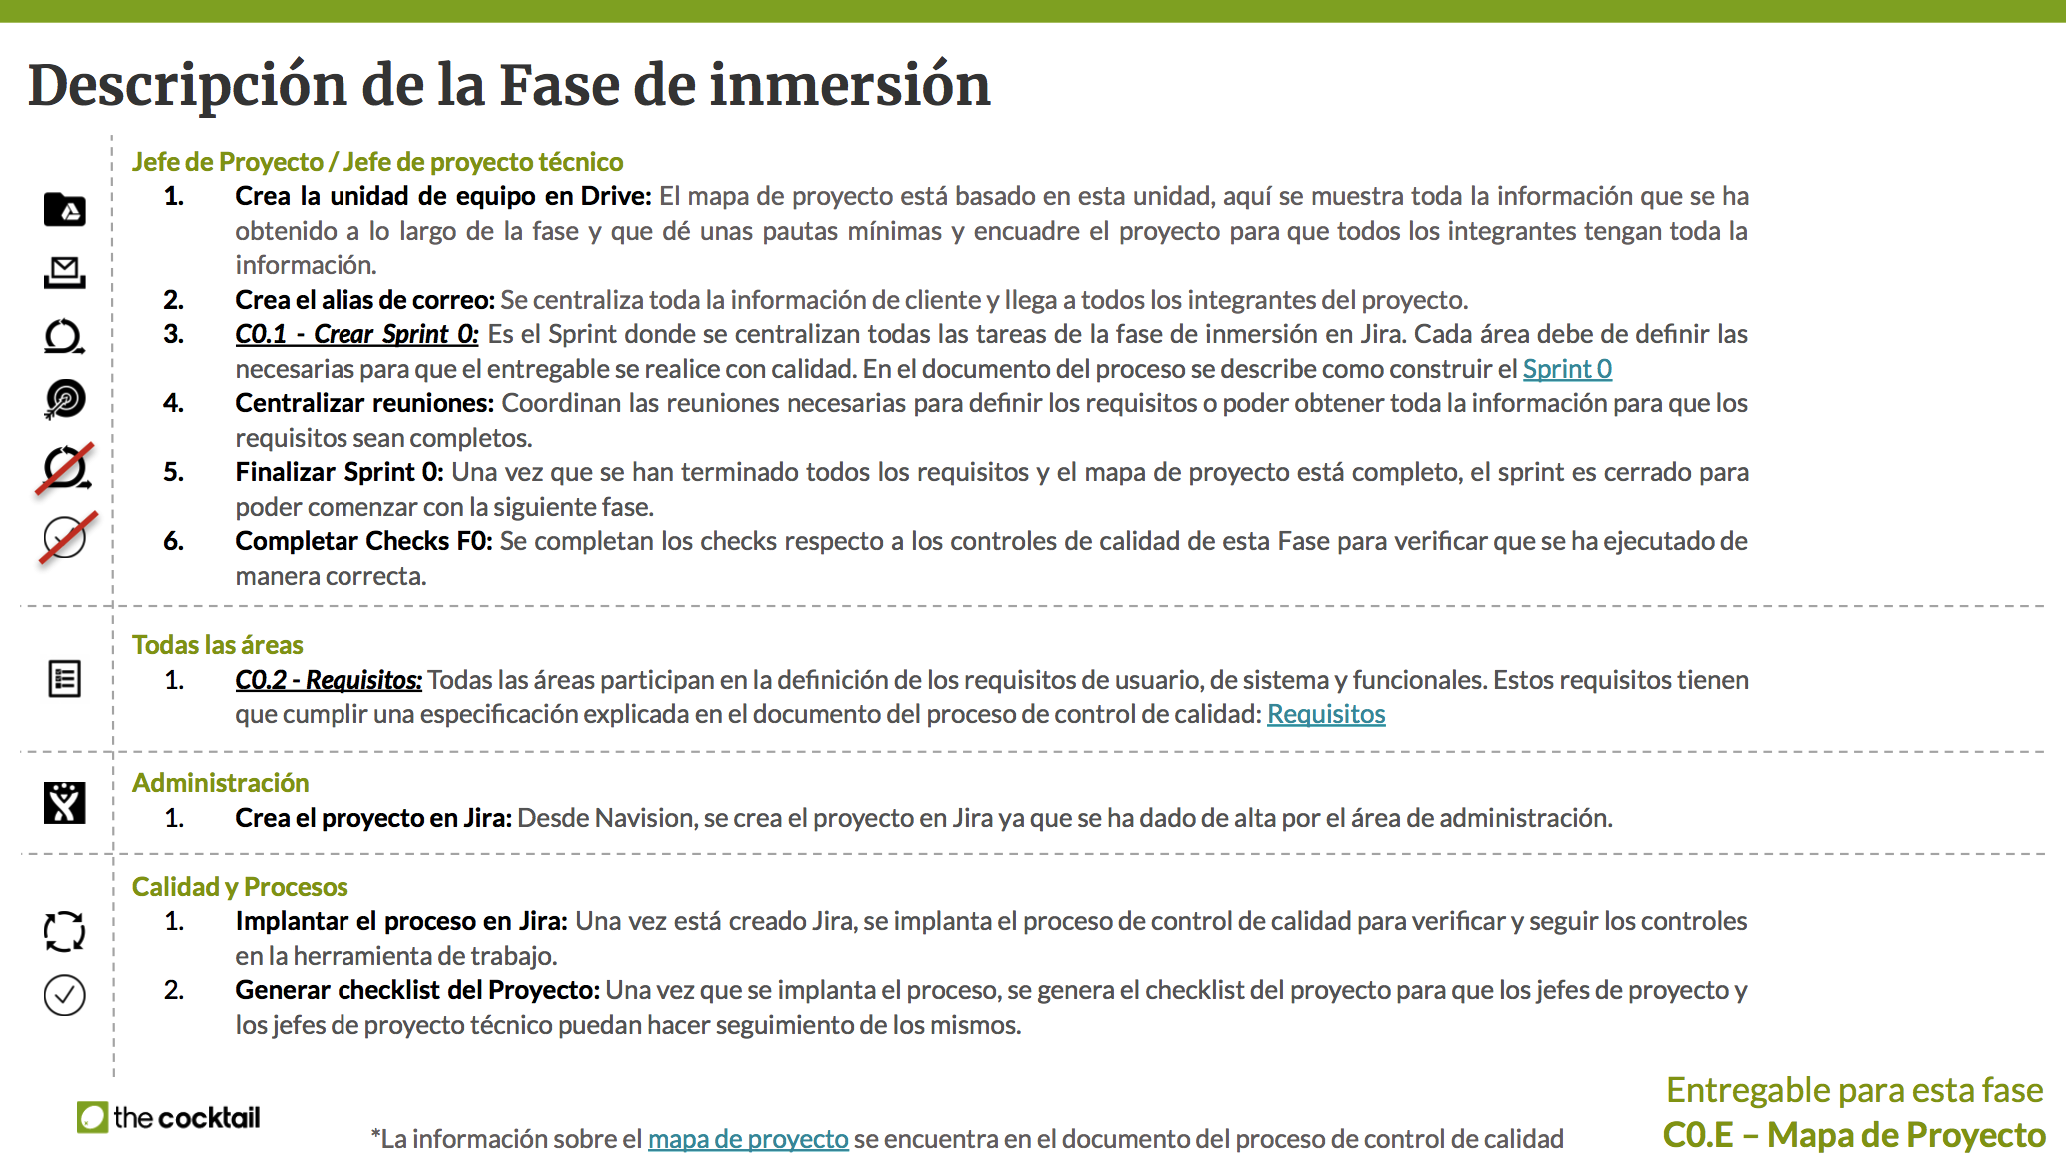 Descripción de la Fase de inmersión
Jefe de Proyecto / Jefe de proyecto técnico
1. Crea la unidad de equipo en Drive: El mapa de proyecto está basado en esta unidad, aquí se muestra toda la información que se ha
obtenido a lo largo de la fase y que dé unas pautas mínimas y encuadre el proyecto para que todos los integrantes tengan toda la
información.
2. Crea el alias de correo: Se centraliza toda la información de cliente y llega a todos los integrantes del proyecto.
3. C0.1 - Crear Sprint 0: Es el Sprint donde se centralizan todas las tareas de la fase de inmersión en Jira. Cada área debe de definir las
necesarias para que el entregable se realice con calidad. En el documento del proceso se describe como construir el Sprint 0
4. Centralizar reuniones: Coordinan las reuniones necesarias para definir los requisitos o poder obtener toda la información para que los
requisitos sean completos.
5. Finalizar Sprint 0: Una vez que se han terminado todos los requisitos y el mapa de proyecto está completo, el sprint es cerrado para
poder comenzar con la siguiente fase.
6. Completar Checks F0: Se completan los checks respecto a los controles de calidad de esta Fase para verificar que se ha ejecutado de
manera correcta.
Todas las áreas
1. C0.2 - Requisitos: Todas las áreas participan en la definición de los requisitos de usuario, de sistema y funcionales. Estos requisitos tienen
que cumplir una especificación explicada en el documento del proceso de control de calidad: Requisitos
Administración
1. Crea el proyecto en Jira: Desde Navision, se crea el proyecto en Jira ya que se ha dado de alta por el área de administración.
Calidad y Procesos
1. Implantar el proceso en Jira: Una vez está creado Jira, se implanta el proceso de control de calidad para verificar y seguir los controles
en la herramienta de trabajo.
2. Generar checklist del Proyecto: Una vez que se implanta el proceso, se genera el checklist del proyecto para que los jefes de proyecto y
los jefes de proyecto técnico puedan hacer seguimiento de los mismos.
the cocktail
*La información sobre el mapa de proyecto se encuentra en el documento del proceso de control de calidad
Entregable para esta fase
C0.E – Mapa de Proyecto